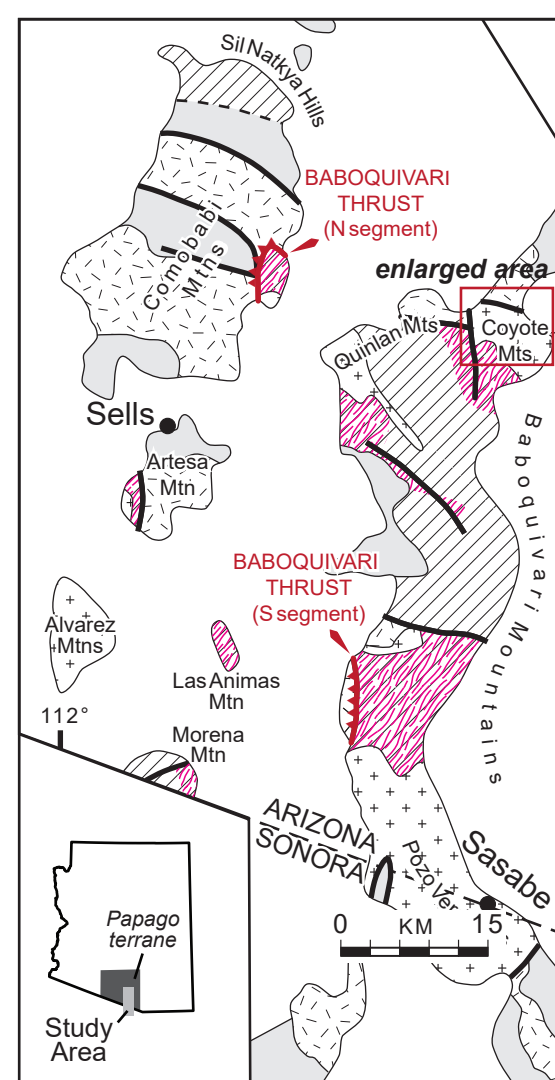 Sil Natkya Hills
BABOQUIVARI
THRUST
(N segment)
Comobabi
Mtns
enlarged area
Quinlan Mts
Coyote
Mts.
Sells
Artesa
Mtn
Baboquivari Mountains
BABOQUIVARI
THRUST
(S segment)
Alvarez
Mtns
Las Animas
Mtn
112°
Morena
Mtn
ARIZONA
SONORA
Pozo Ver
Sasabe
0 KM 15
Papago
terrane
Study
Area